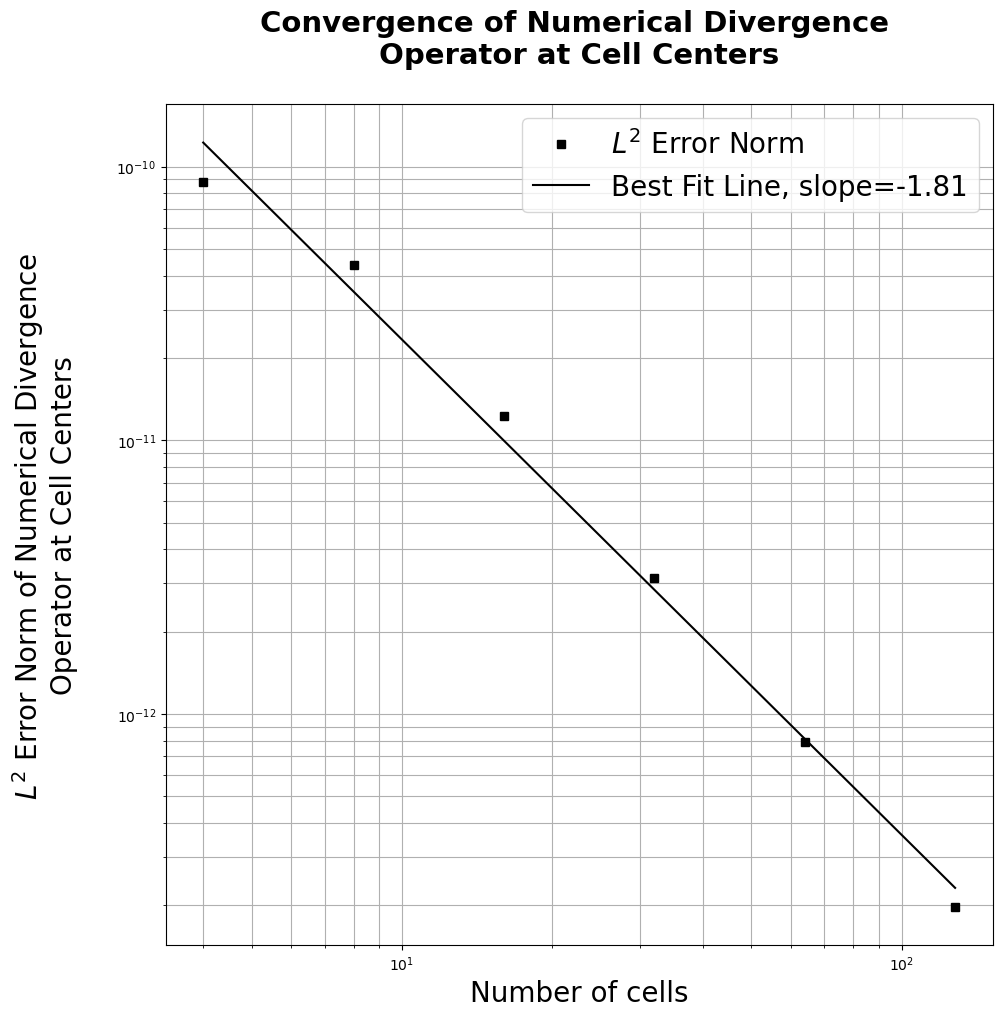 Convergence of Numerical Divergence
Operator at Cell Centers
L² Error Norm
Best Fit Line, slope=-1.81
L² Error Norm of Numerical Divergence
Operator at Cell Centers
10⁻¹⁰
10⁻¹¹
10⁻¹²
10¹
10²
Number of cells